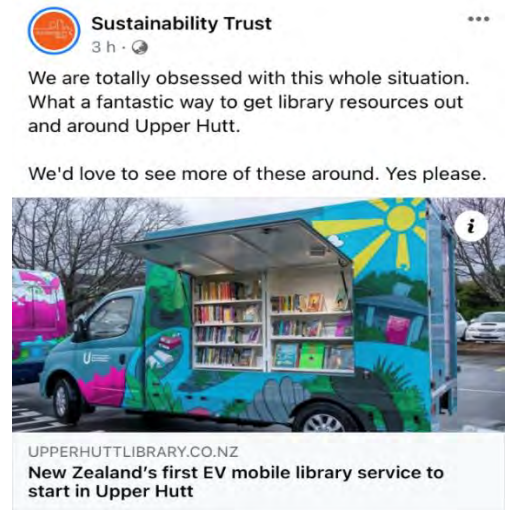 Sustainability Trust
3 h ·
We are totally obsessed with this whole situation.
What a fantastic way to get library resources out
and around Upper Hutt.
We'd love to see more of these around. Yes please.
i
UPPERHUTTLIBRARY.CO.NZ
New Zealand's first EV mobile library service to
start in Upper Hutt